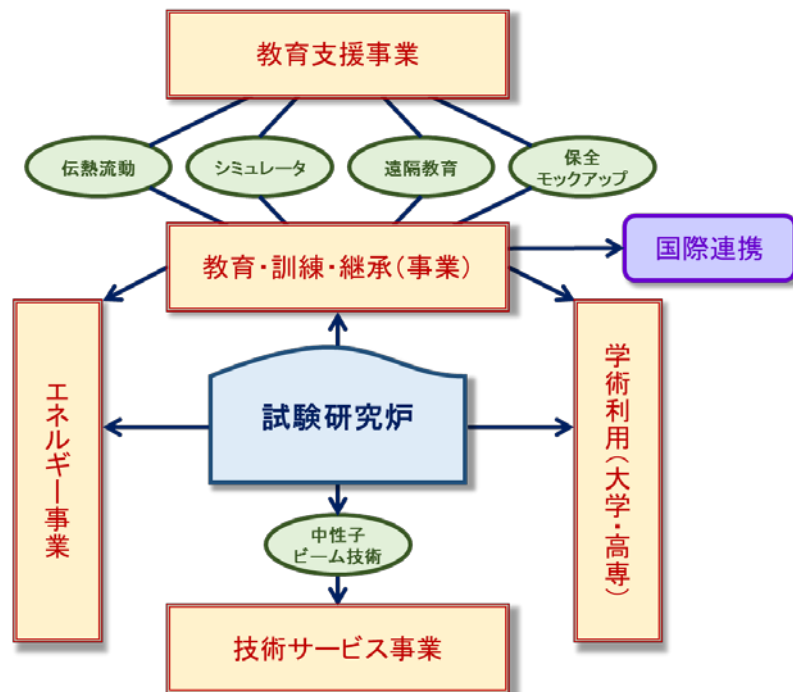 教育支援事業
伝熱流動
シミュレータ
遠隔教育
保全
モックアップ
教育・訓練・継承(事業)
国際連携
エネルギー事業
試験研究炉
学術利用(大学・高専)
中性子
ビーム技術
技術サービス事業